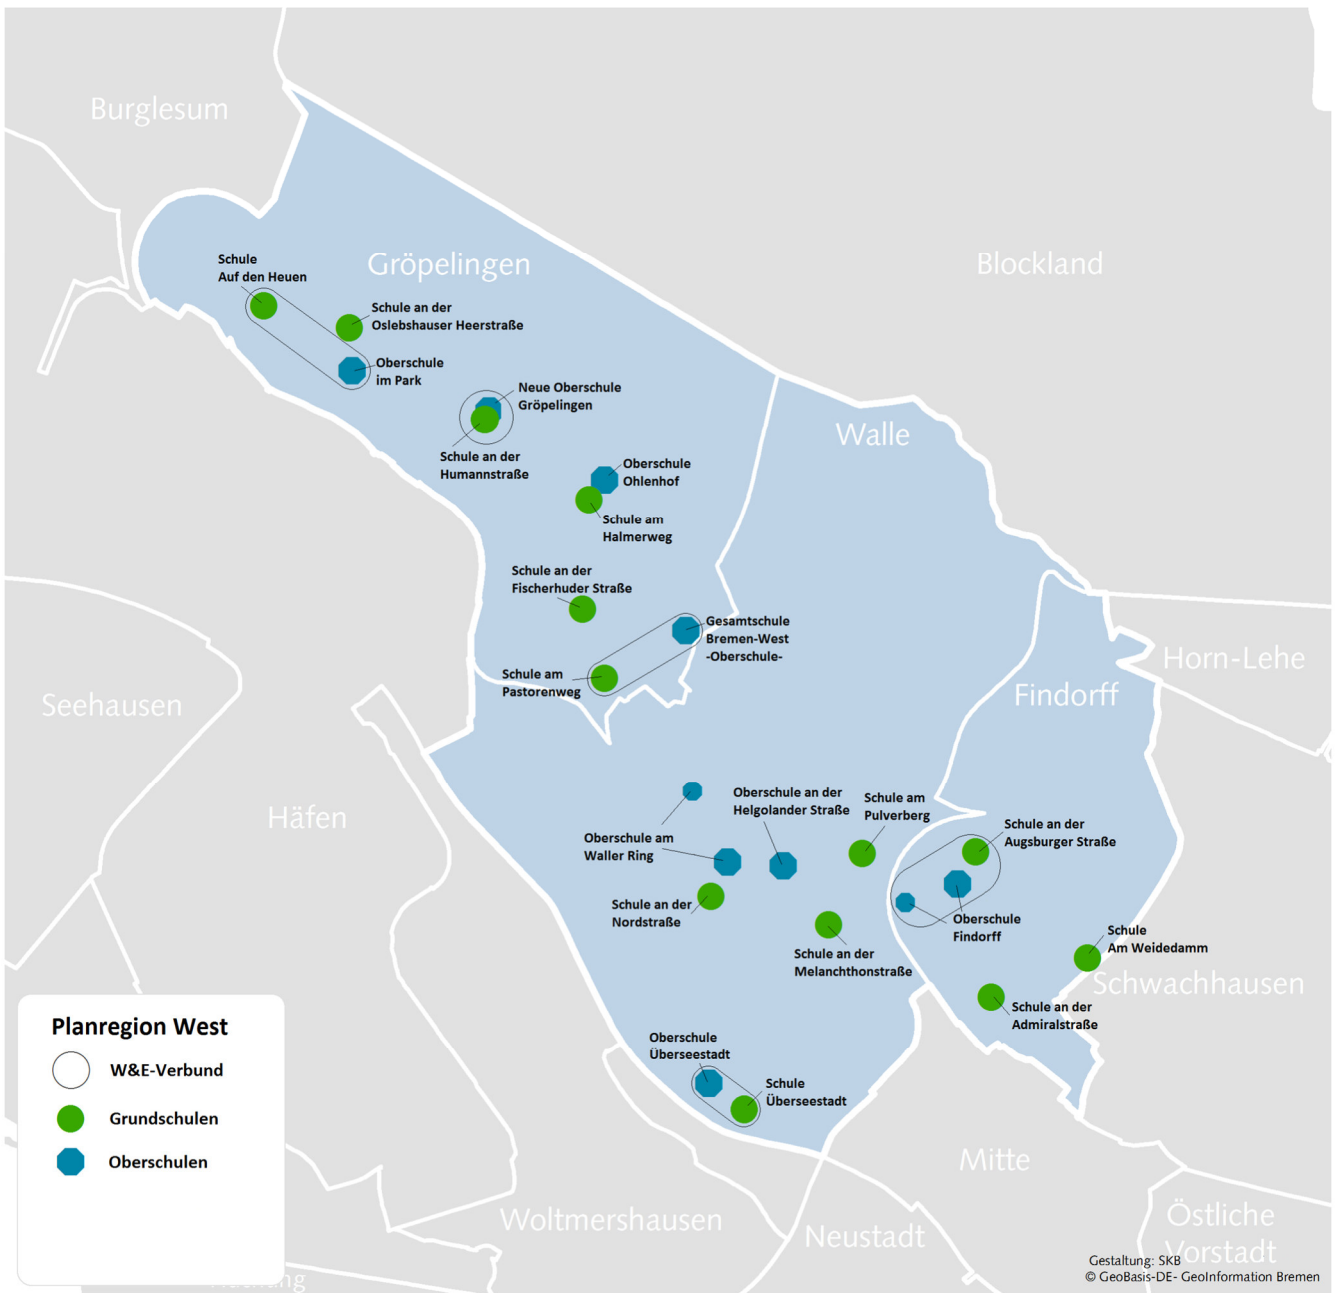 Burglesum
Schule
Auf den Heuen
Gröpelingen
Blockland
Schule an der
Oslebshauser Heerstraße
Oberschule
im Park
Neue Oberschule
Gröpelingen
Walle
Schule an der
Humannstraße
Oberschule
Ohlenhof
Schule am
Halmerweg
Schule an der
Fischerhuder Straße
Gesamtschule
Bremen-West
-Oberschule-
Schule am
Pastorenweg
Horn-Lehe
Findorff
Seehausen
Häfen
Oberschule an der
Helgolander Straße
Schule am
Pulverberg
Schule an der
Augsburger Straße
Oberschule am
Waller Ring
Schule an der
Nordstraße
Oberschule
Findorff
Schule
Am Weidedamm
Schule an der
Melanchthonstraße
Schwachhausen
Schule an der
Admiralstraße
Oberschule
Überseestadt
Schule
Überseestadt
Planregion West
W&E-Verbund
Grundschulen
Oberschulen
Mitte
Woltmershausen
Neustadt
Östliche
Vorstadt
Gestaltung: SKB
© GeoBasis-DE- GeoInformation Bremen